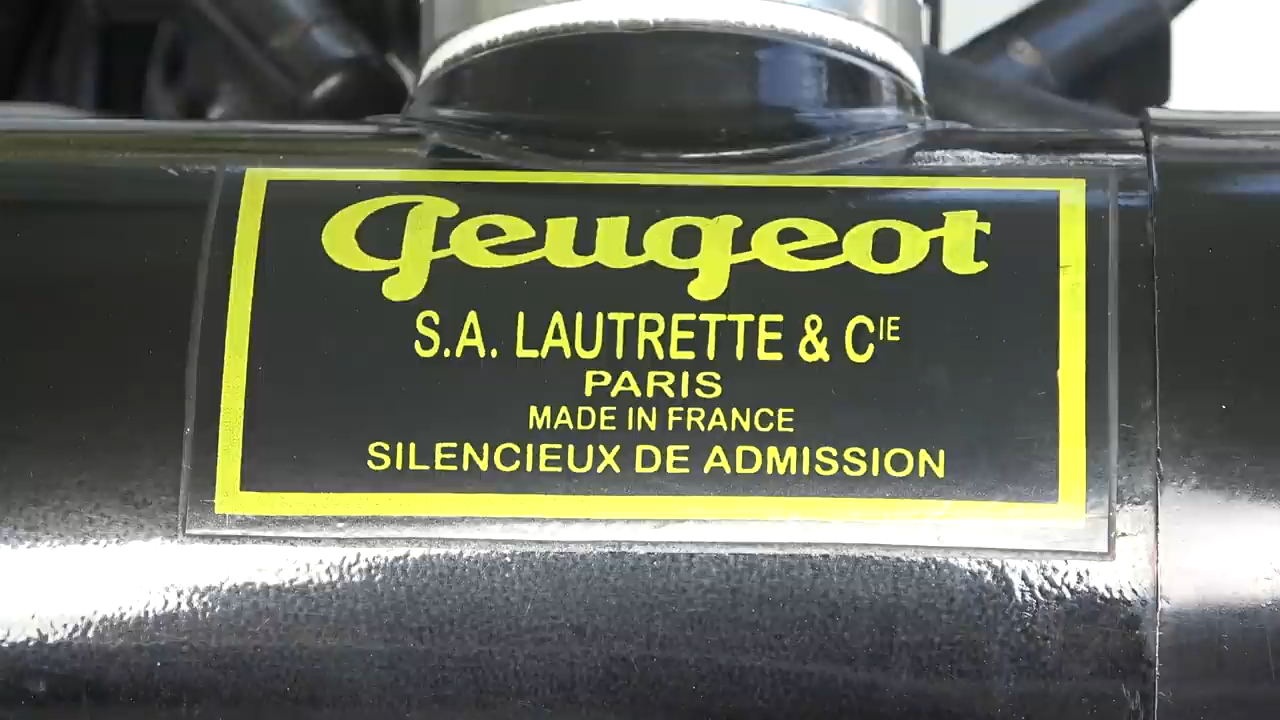 Peugeot
S.A. LAUTRETTE & CIE
PARIS
MADE IN FRANCE
SILENCIEUX DE ADMISSION